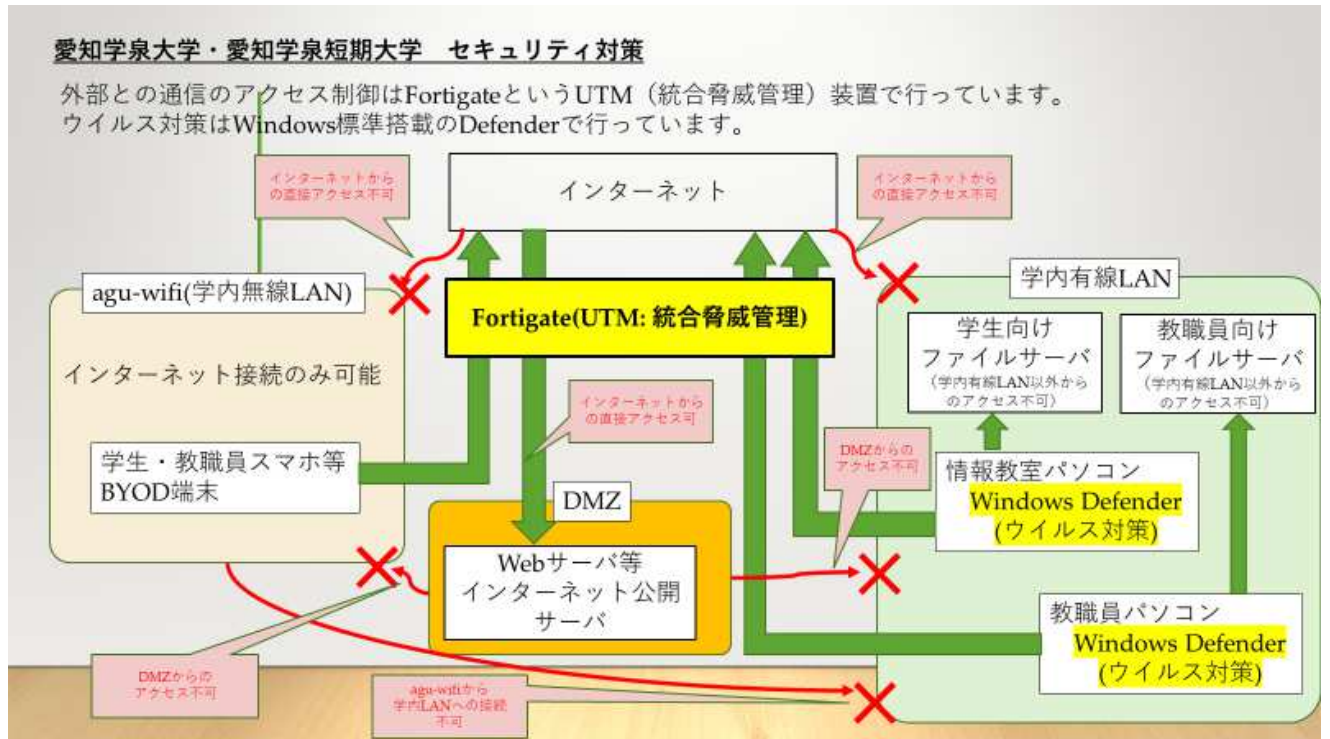 愛知学泉大学・愛知学泉短期大学　セキュリティ対策
外部との通信のアクセス制御はFortigateというUTM（統合脅威管理）装置で行っています。
ウイルス対策はWindows標準搭載のDefenderで行っています。
インターネットから
の直接アクセス不可
インターネット
インターネットから
の直接アクセス不可
agu-wifi(学内無線LAN)
学内有線LAN
Fortigate(UTM: 統合脅威管理)
学生向け
ファイルサーバ
（学内有線LAN以外から
のアクセス不可）
教職員向け
ファイルサーバ
（学内有線LAN以外から
のアクセス不可）
インターネット接続のみ可能
インターネットから
の直接アクセス可
学生・教職員スマホ等
BYOD端末
DMZからの
アクセス不可
情報教室パソコン
Windows Defender
(ウイルス対策)
DMZ
Webサーバ等
インターネット公開
サーバ
教職員パソコン
Windows Defender
(ウイルス対策)
DMZからの
アクセス不可
agu-wifiから
学内LANへの接続
不可